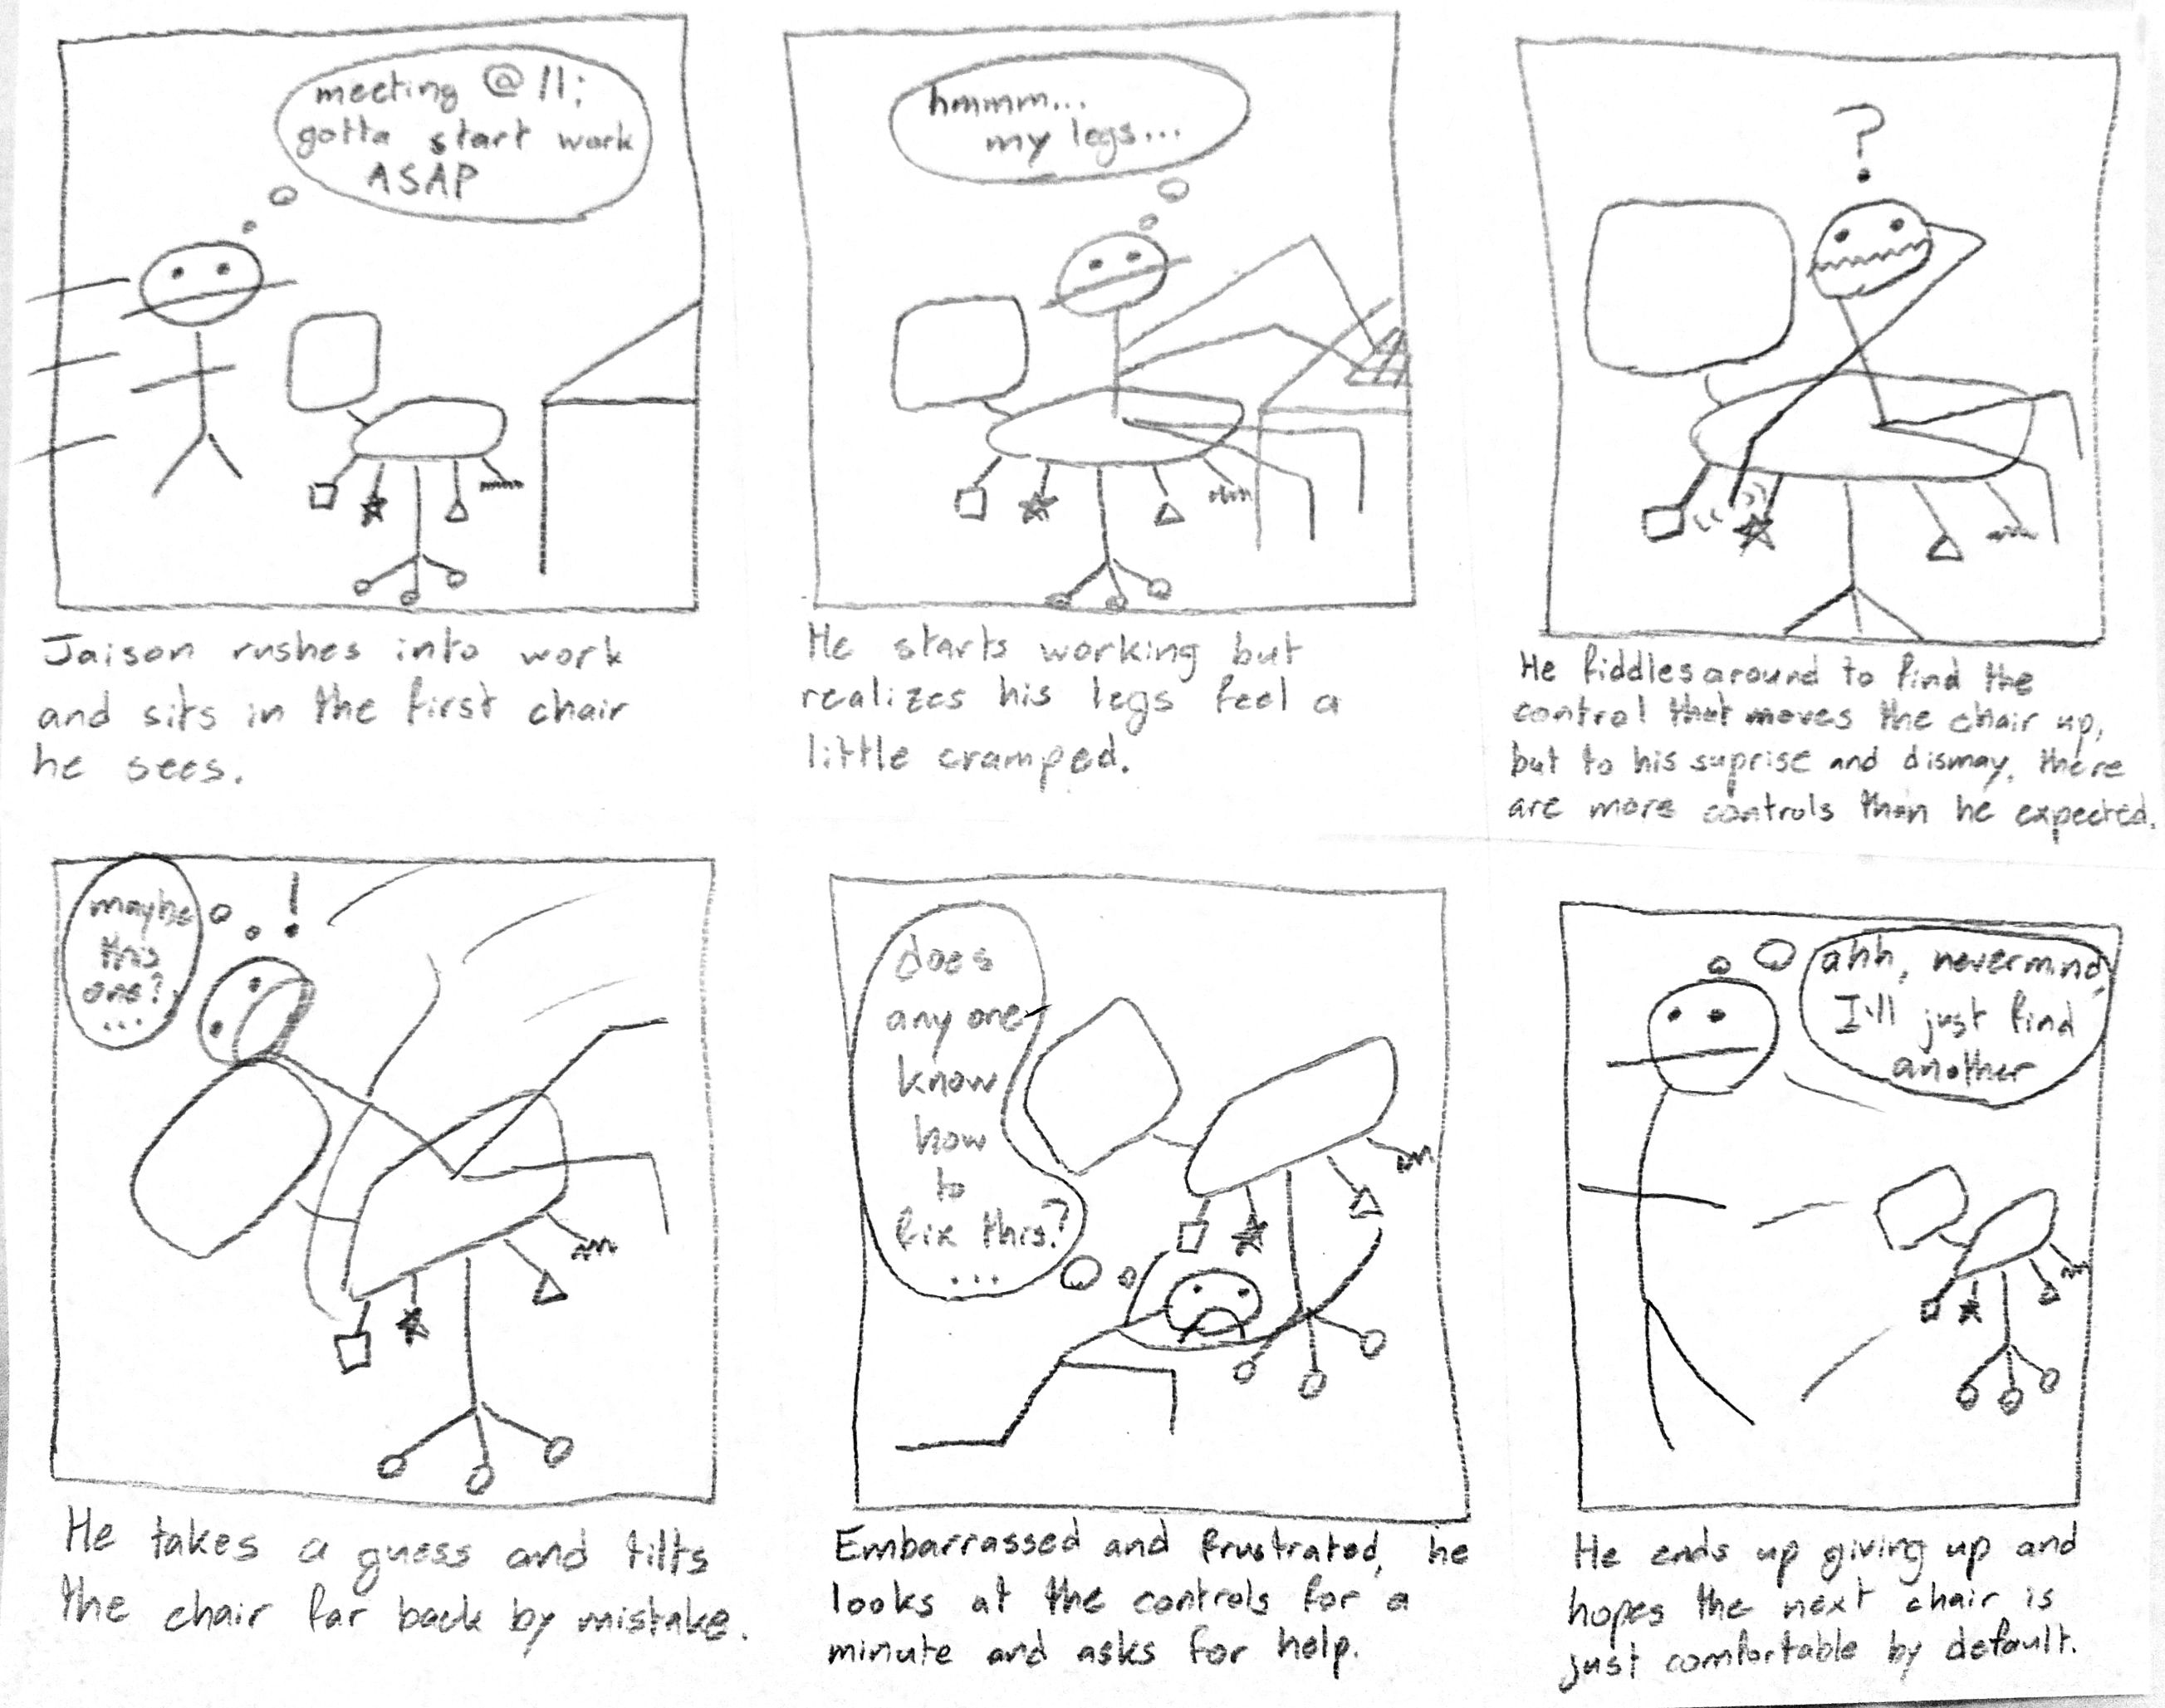 meeting @ 11;
gotta start work
ASAP
Jaison rushes into work
and sits in the first chair
he sees.
hmmm...
my legs...
He starts working but
realizes his legs feel a
little cramped.
?
He fiddles around to find the
control that moves the chair up,
but to his suprise and dismay, there
are more controls than he expected.
maybe
this
one?
...
!
He takes a guess and tilts
the chair far back by mistake.
does
anyone
know
how
to
fix this?
...
Embarrassed and frustrated, he
looks at the controls for a
minute and asks for help.
ahh, nevermind,
I'll just find
another
He ends up giving up and
hopes the next chair is
just comfortable by default.